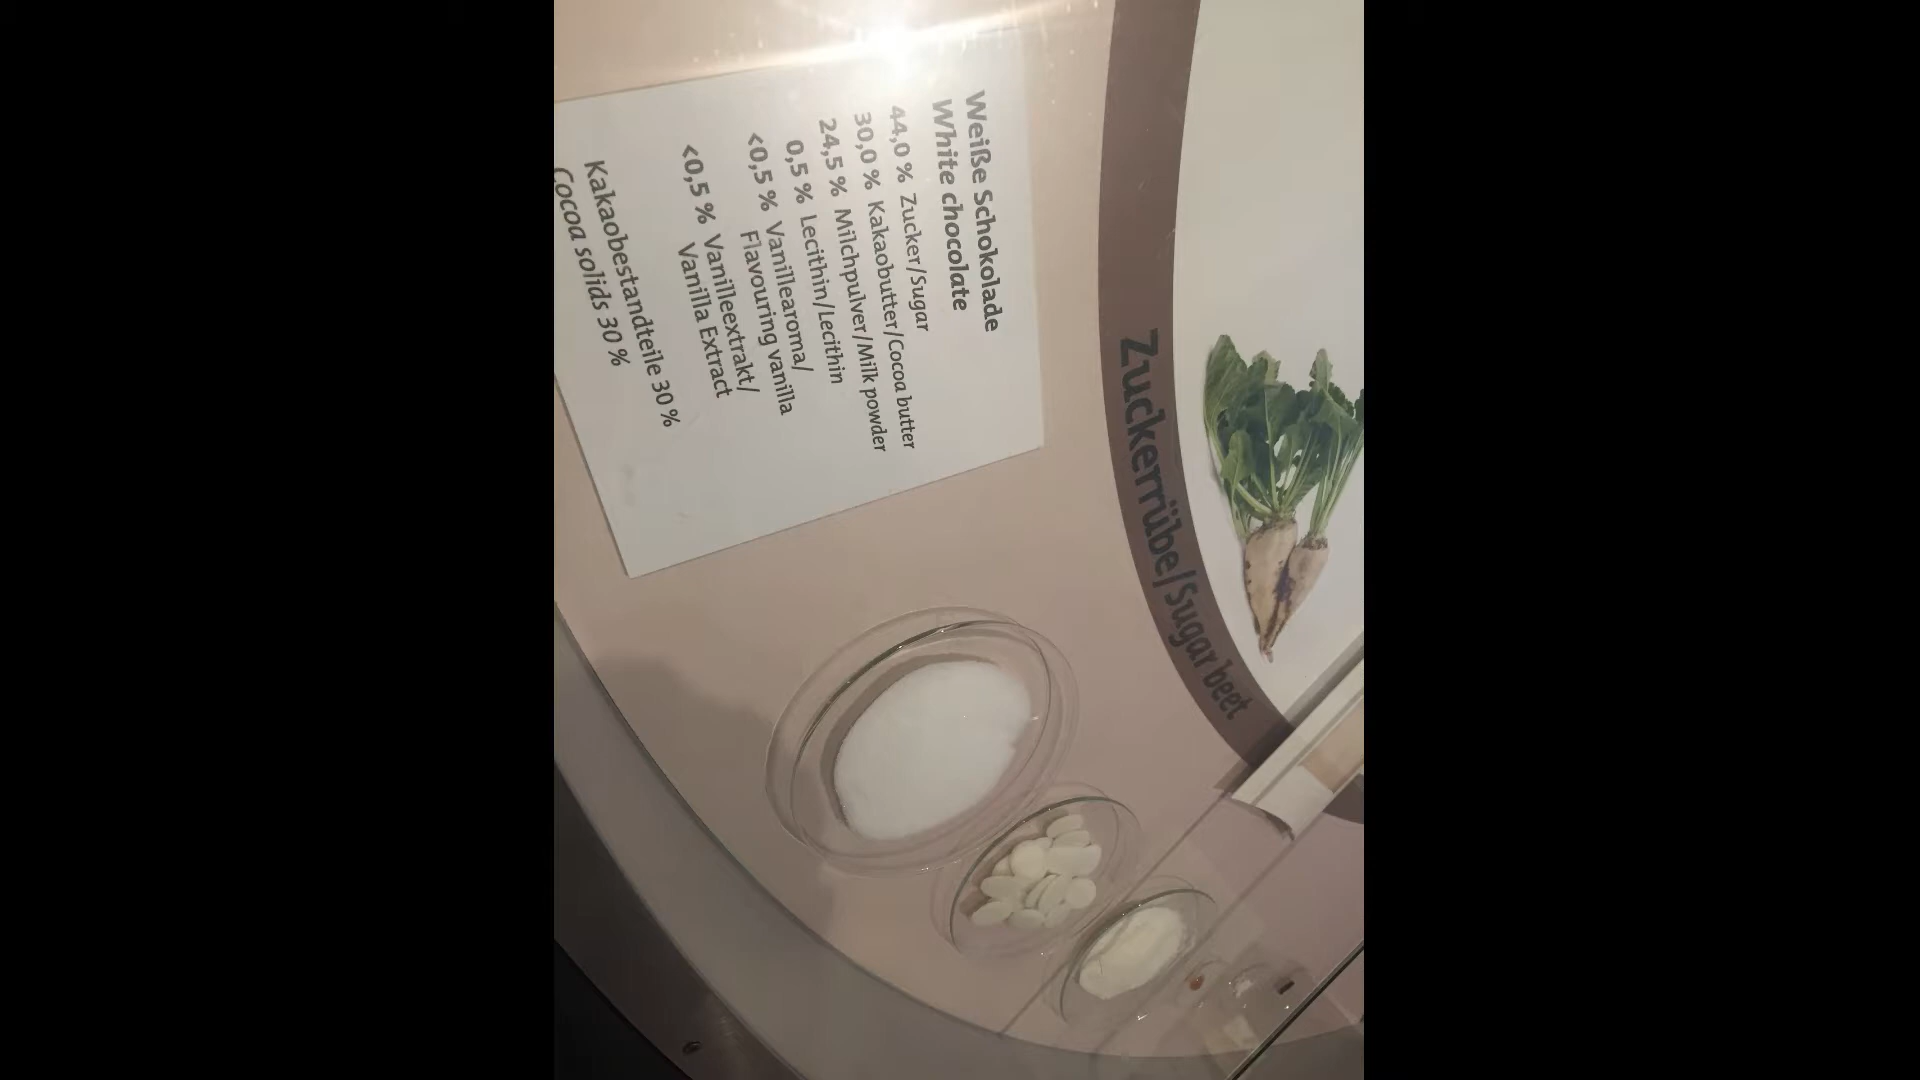 Weiße Schokolade
White chocolate
44,0 % Zucker/Sugar
30,0 % Kakaobutter/Cocoa butter
24,5 % Milchpulver/Milk powder
0,5 % Lecithin/Lecithin
<0,5 % Vanillearoma/
Flavouring vanilla
<0,5 % Vanilleextrakt/
Vanilla Extract
Kakaobestandteile 30 %
Cocoa solids 30 %
Zuckerrübe/Sugar beet